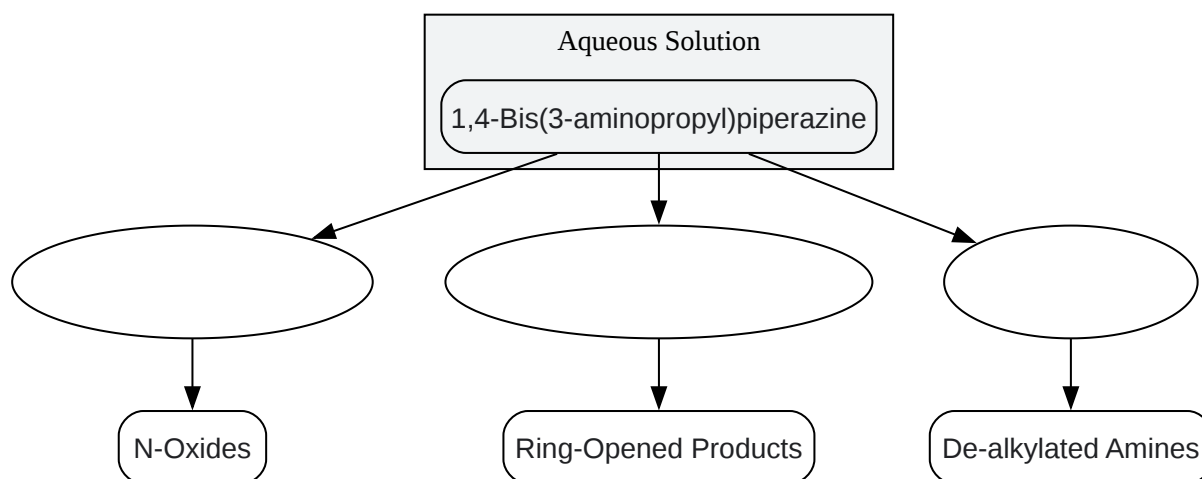 Aqueous Solution
1,4-Bis(3-aminopropyl)piperazine
N-Oxides
Ring-Opened Products
De-alkylated Amines